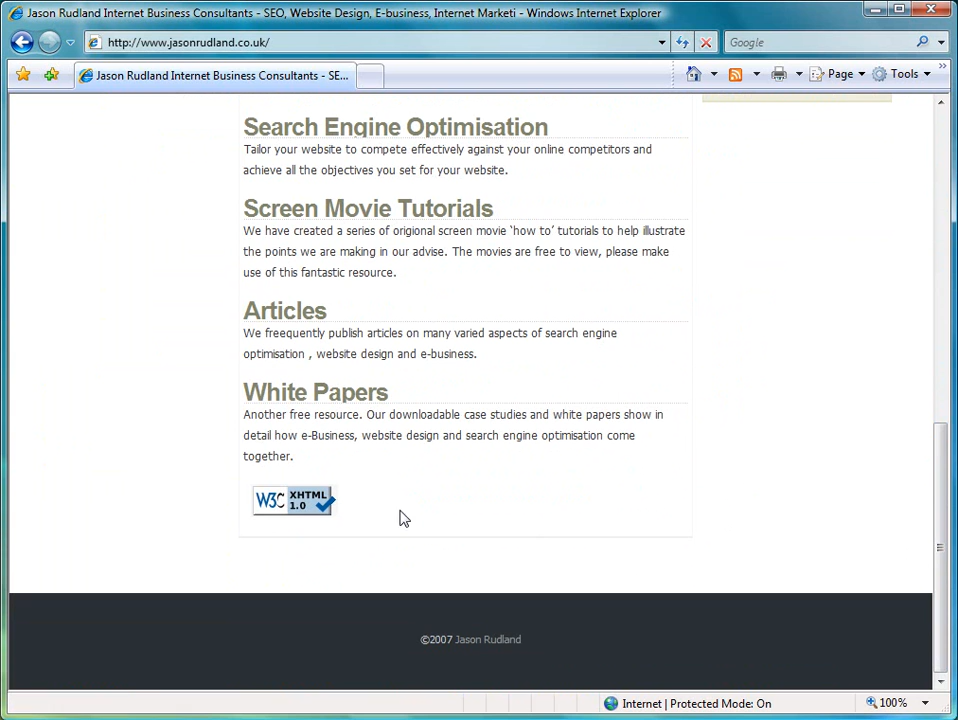 Jason Rudland Internet Business Consultants - SEO, Website Design, E-business, Internet Marketi - Windows Internet Explorer
http://www.jasonrudland.co.uk/
Google
Jason Rudland Internet Business Consultants - SE...
Page
Tools
Search Engine Optimisation
Tailor your website to compete effectively against your online competitors and
achieve all the objectives you set for your website.
Screen Movie Tutorials
We have created a series of origional screen movie ‘how to’ tutorials to help illustrate
the points we are making in our advise. The movies are free to view, please make
use of this fantastic resource.
Articles
We freequently publish articles on many varied aspects of search engine
optimisation , website design and e-business.
White Papers
Another free resource. Our downloadable case studies and white papers show in
detail how e-Business, website design and search engine optimisation come
together.
W3C XHTML
1.0
©2007 Jason Rudland
Internet | Protected Mode: On
100%